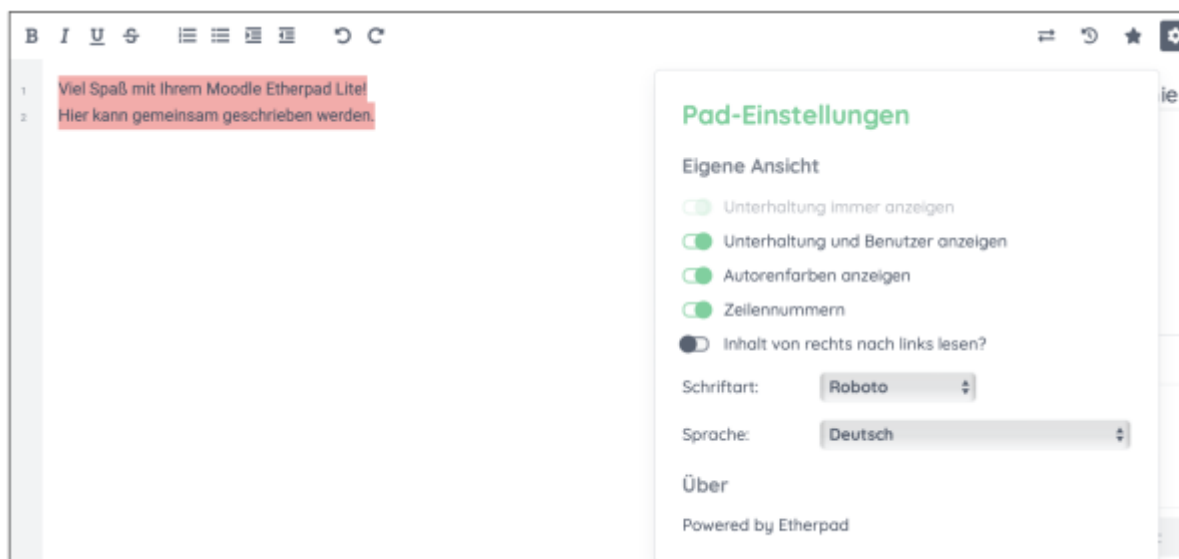 B I U S
1 Viel Spaß mit Ihrem Moodle Etherpad Lite!
2 Hier kann gemeinsam geschrieben werden.
Pad-Einstellungen
Eigene Ansicht
Unterhaltung immer anzeigen
Unterhaltung und Benutzer anzeigen
Autorenfarben anzeigen
Zeilennummern
Inhalt von rechts nach links lesen?
Schriftart: Roboto
Sprache: Deutsch
Über
Powered by Etherpad